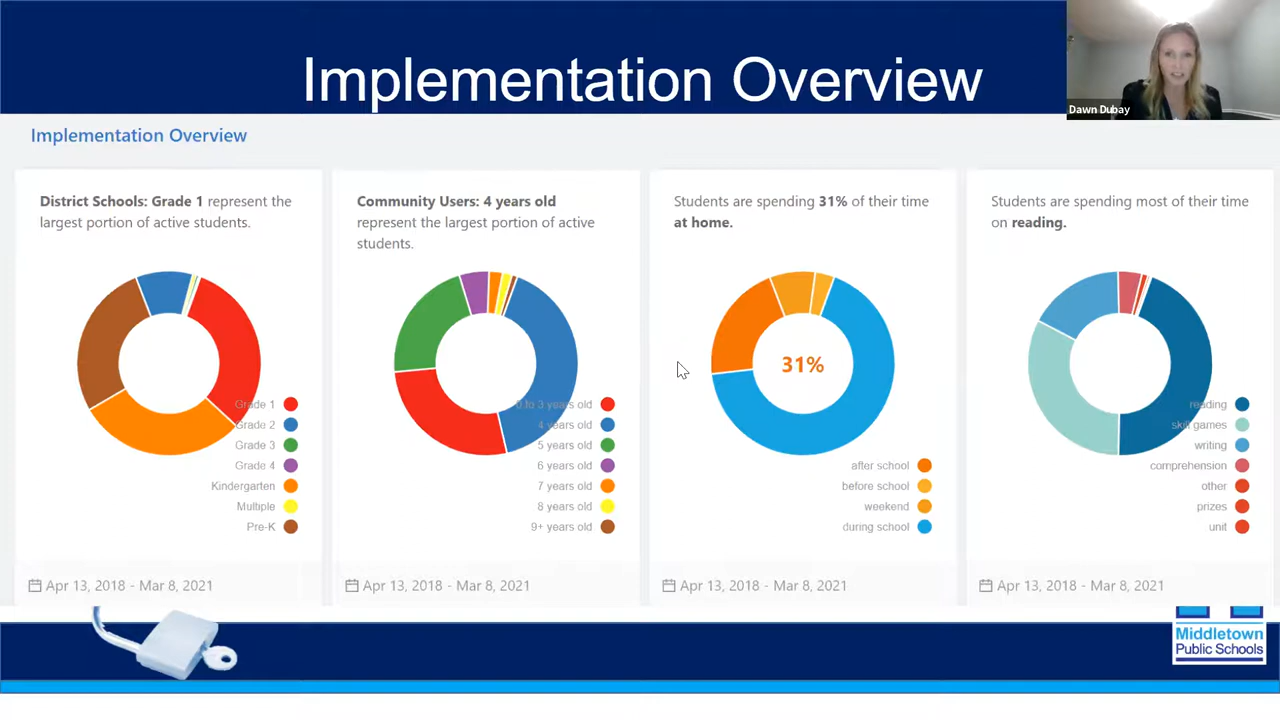 Implementation Overview
Dawn Dubay
Implementation Overview
District Schools: Grade 1 represent the
largest portion of active students.
Grade 1
Grade 2
Grade 3
Grade 4
Kindergarten
Multiple
Pre-K
Apr 13, 2018 - Mar 8, 2021
Community Users: 4 years old
represent the largest portion of active
students.
0 to 3 years old
4 years old
5 years old
6 years old
7 years old
8 years old
9+ years old
Apr 13, 2018 - Mar 8, 2021
Students are spending 31% of their time
at home.
31%
after school
before school
weekend
during school
Apr 13, 2018 - Mar 8, 2021
Students are spending most of their time
on reading.
reading
skill games
writing
comprehension
other
prizes
unit
Apr 13, 2018 - Mar 8, 2021
Middletown
Public Schools